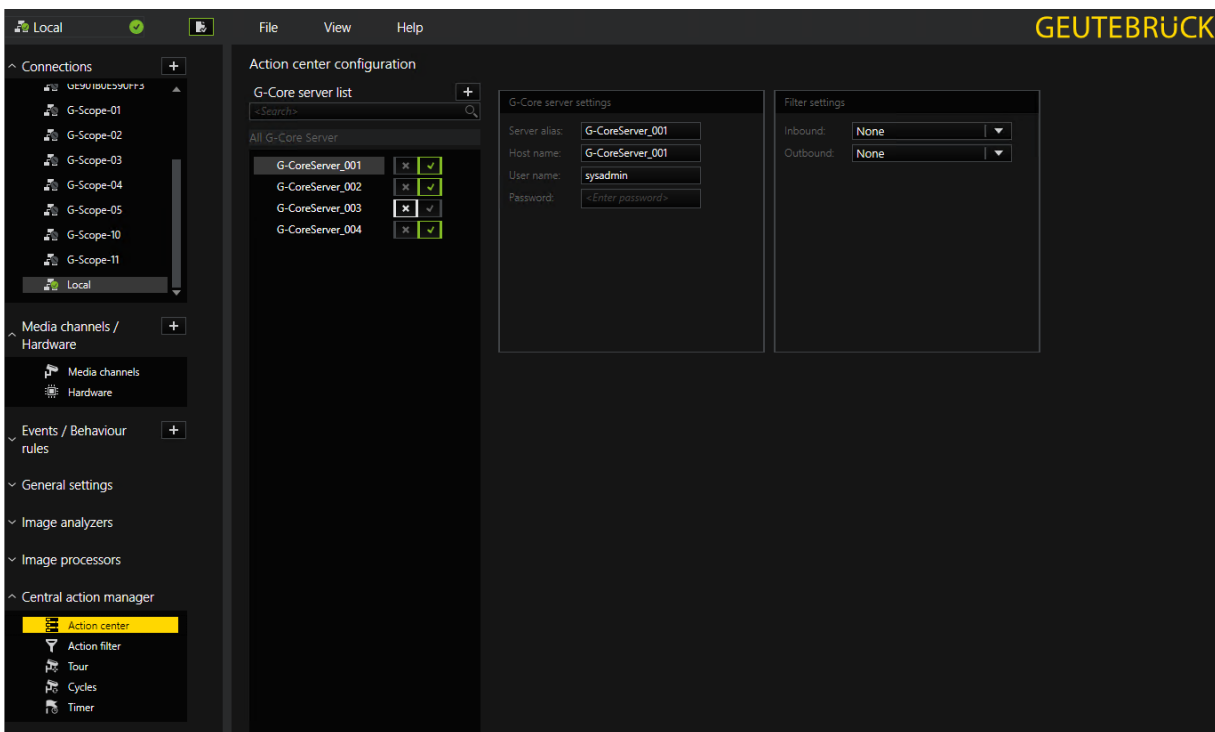 Local
File View Help
GEUTEBRÜCK
Connections
G-Scope-01
G-Scope-02
G-Scope-03
G-Scope-04
G-Scope-05
G-Scope-10
G-Scope-11
Local
Media channels /
Hardware
Media channels
Hardware
Events / Behaviour
rules
General settings
Image analyzers
Image processors
Central action manager
Action center
Action filter
Tour
Cycles
Timer
Action center configuration
G-Core server list
<Search>
All G-Core Server
G-CoreServer_001
G-CoreServer_002
G-CoreServer_003
G-CoreServer_004
G-Core server settings
Server alias: G-CoreServer_001
Host name: G-CoreServer_001
User name: sysadmin
Password: <Enter password>
Filter settings
Inbound: None
Outbound: None